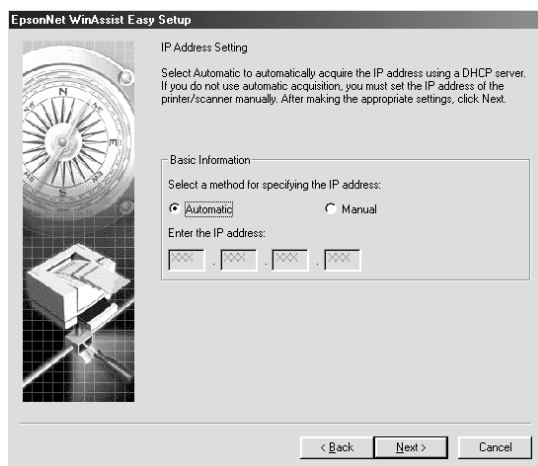 EpsonNet WinAssist Easy Setup
IP Address Setting
Select Automatic to automatically acquire the IP address using a DHCP server.
If you do not use automatic acquisition, you must set the IP address of the
printer/scanner manually. After making the appropriate settings, click Next.
Basic Information
Select a method for specifying the IP address:
Automatic Manual
Enter the IP address:
XXX . XXX . XXX . XXX
< Back Next > Cancel
N
E
S
W